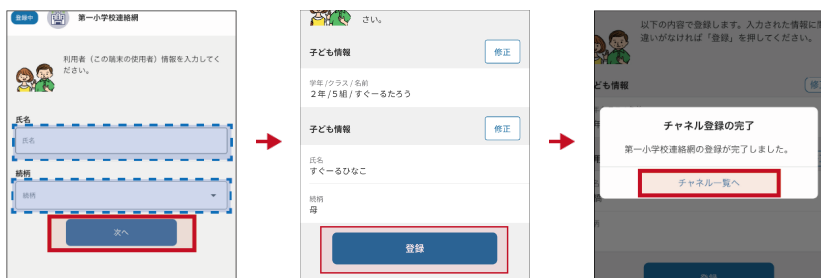 登録中
第一小学校連絡網
利用者（この端末の使用者）情報を入力してく
ださい。
氏名
氏名
続柄
続柄
次へ
さい。
子ども情報
修正
学年/クラス/名前
2年/5組/すぐーるたろう
子ども情報
修正
氏名
すぐーるひなこ
続柄
母
登録
以下の内容で登録します。入力された情報に間
違いがなければ「登録」を押してください。
ども情報
修
チャネル登録の完了
第一小学校連絡網の登録が完了しました。
チャネル一覧へ
登録